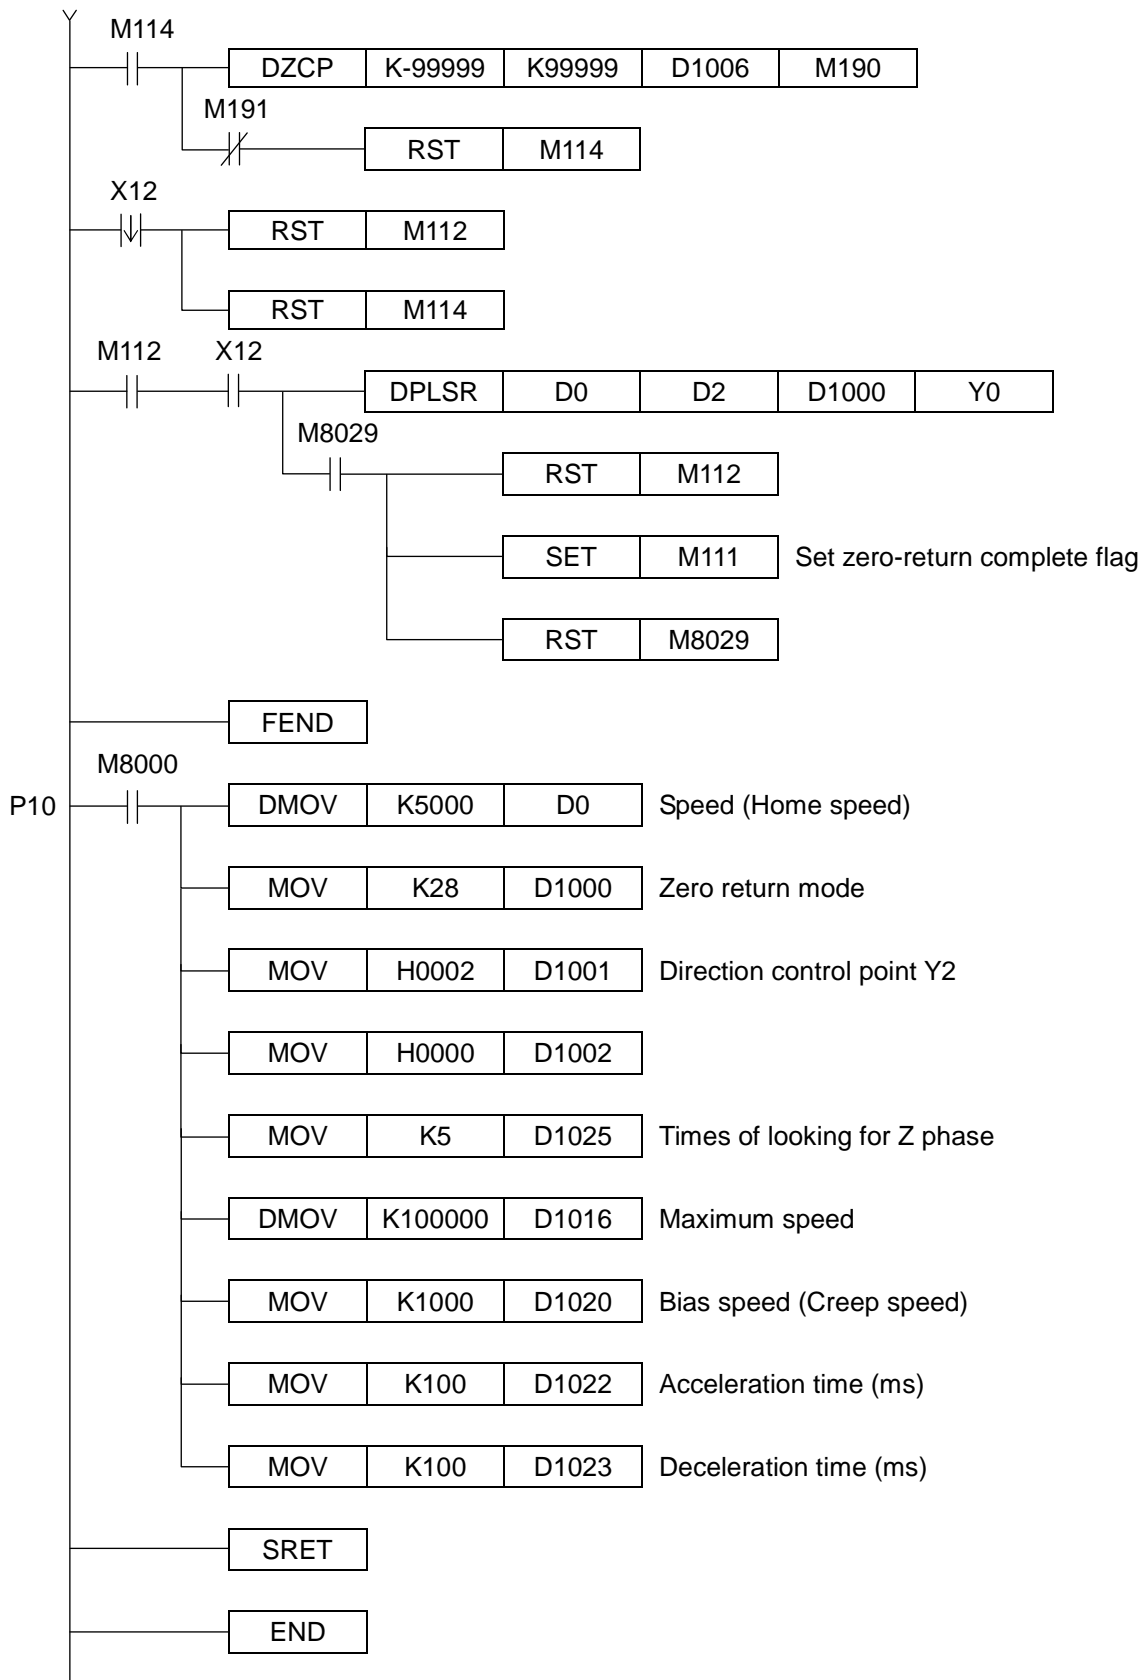 M114
DZCP K-99999 K99999 D1006 M190
M191
RST M114
X12
RST M112
RST M114
M112 X12
DPLSR D0 D2 D1000 Y0
M8029
RST M112
SET M111 Set zero-return complete flag
RST M8029
FEND
M8000
P10 DMOV K5000 D0 Speed (Home speed)
MOV K28 D1000 Zero return mode
MOV H0002 D1001 Direction control point Y2
MOV H0000 D1002
MOV K5 D1025 Times of looking for Z phase
DMOV K100000 D1016 Maximum speed
MOV K1000 D1020 Bias speed (Creep speed)
MOV K100 D1022 Acceleration time (ms)
MOV K100 D1023 Deceleration time (ms)
SRET
END